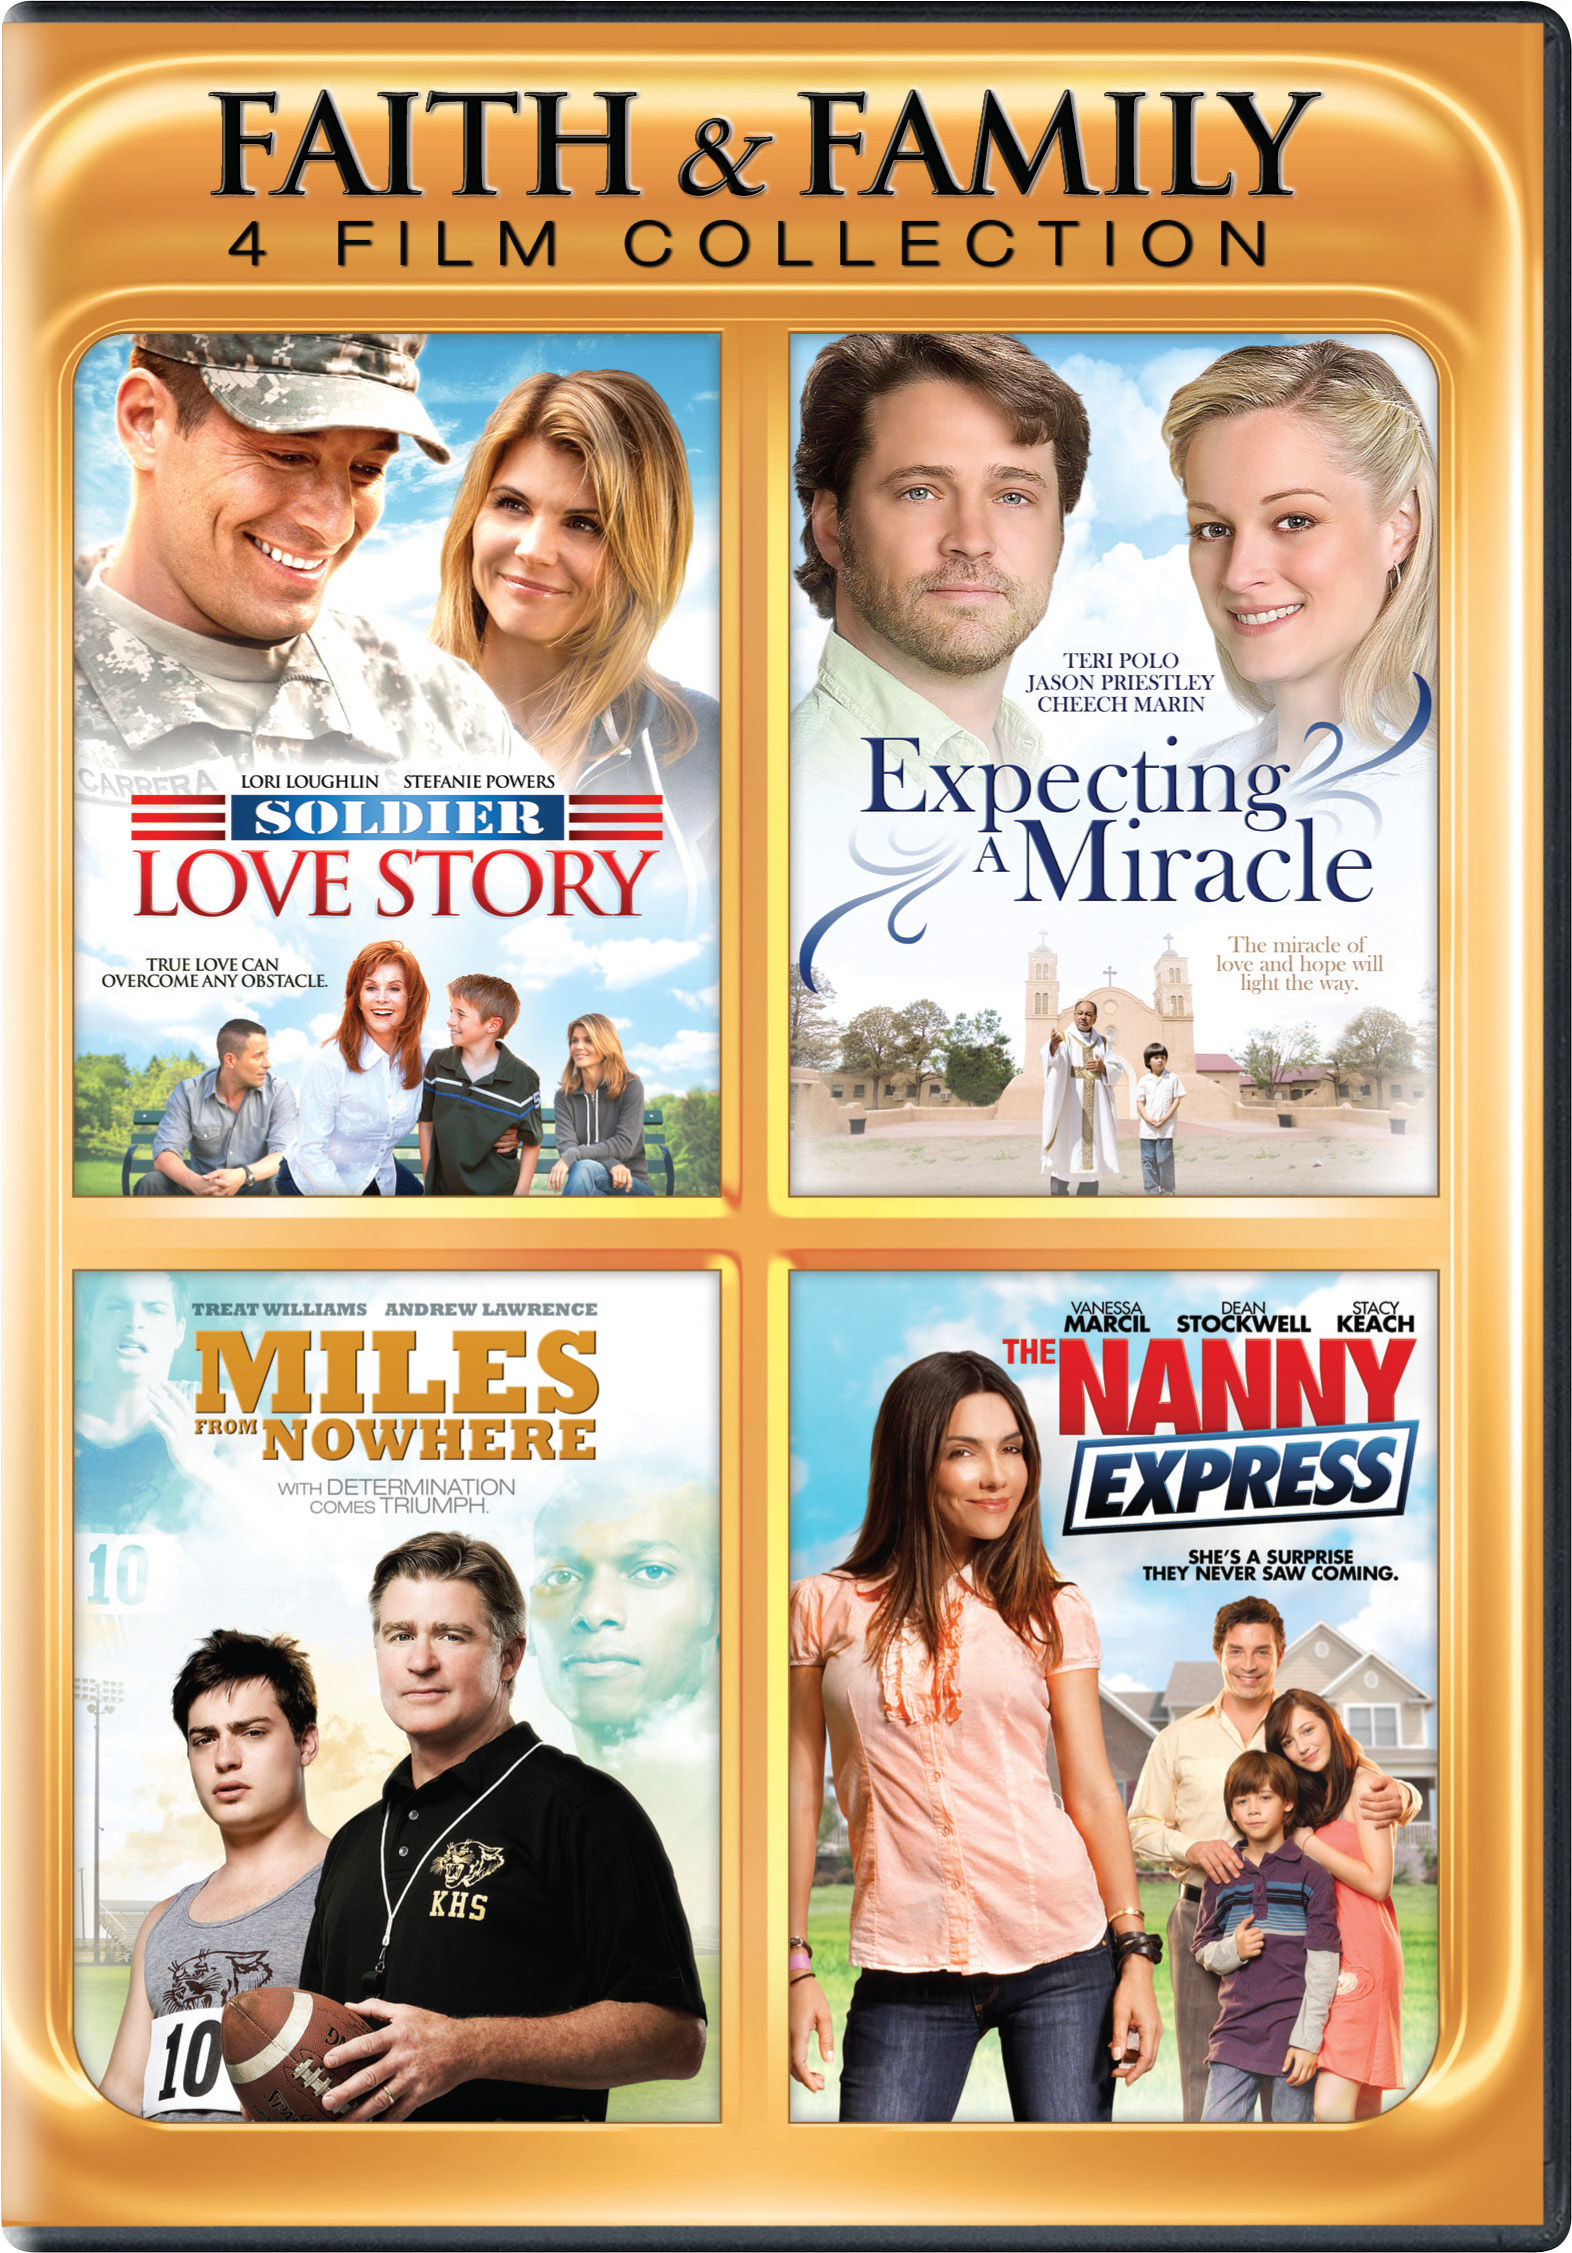 FAITH & FAMILY
4 FILM COLLECTION
CARRERA
LORI LOUGHLIN STEFANIE POWERS
SOLDIER
LOVE STORY
TRUE LOVE CAN
OVERCOME ANY OBSTACLE.
TERI POLO
JASON PRIESTLEY
CHEECH MARIN
Expecting
A Miracle
The miracle of
love and hope will
light the way.
TREAT WILLIAMS ANDREW LAWRENCE
MILES
FROM NOWHERE
WITH DETERMINATION
COMES TRIUMPH.
10
KHS
10
VANESSA DEAN STACY
MARCIL STOCKWELL KEACH
THE NANNY
EXPRESS
SHE'S A SURPRISE
THEY NEVER SAW COMING.